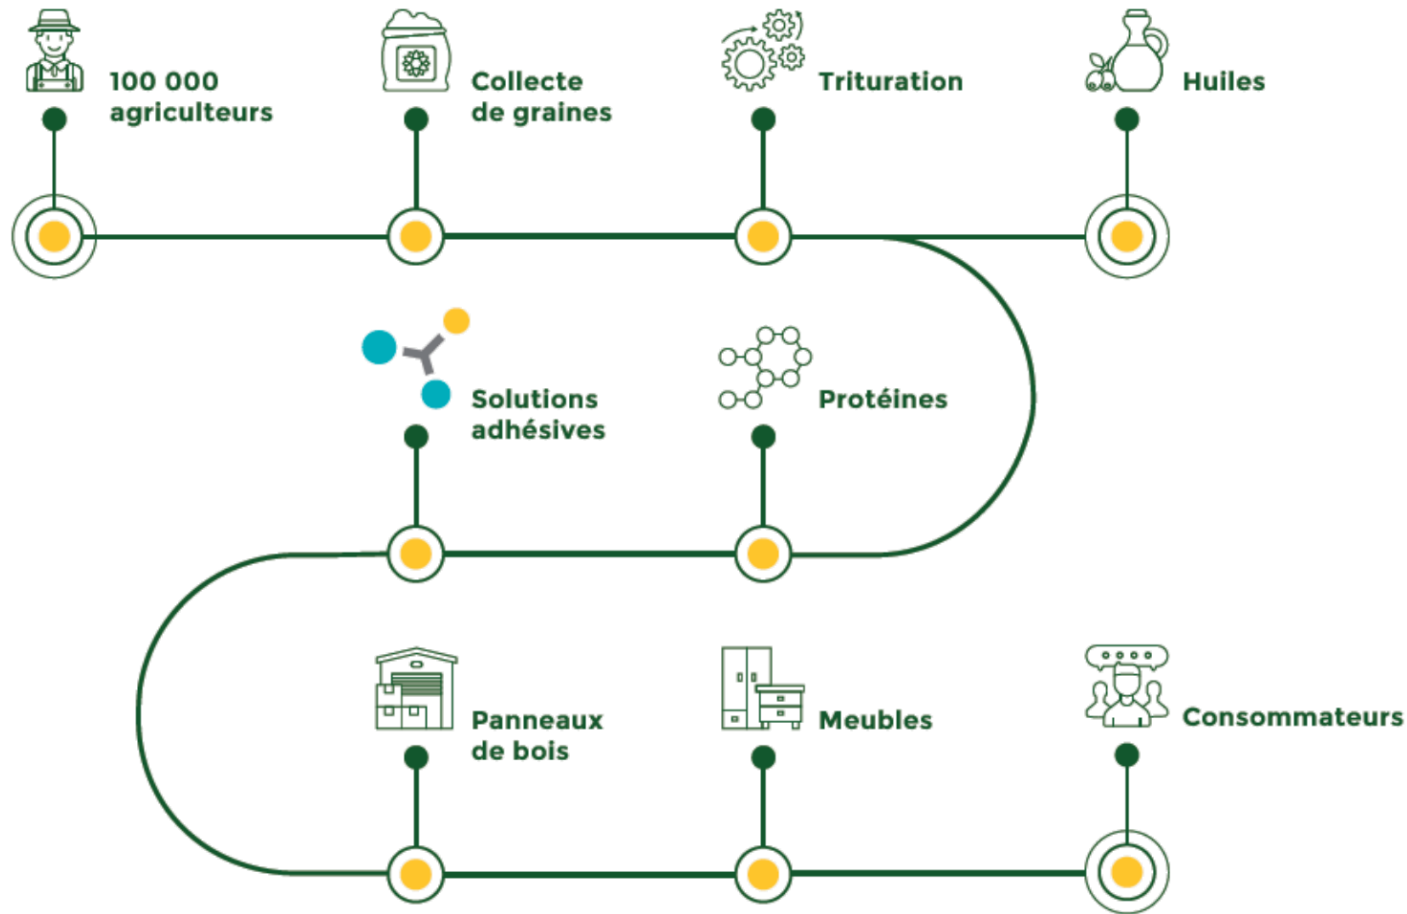 100 000
agriculteurs
Collecte
de graines
Trituration
Huiles
Solutions
adhésives
Protéines
Panneaux
de bois
Meubles
Consommateurs